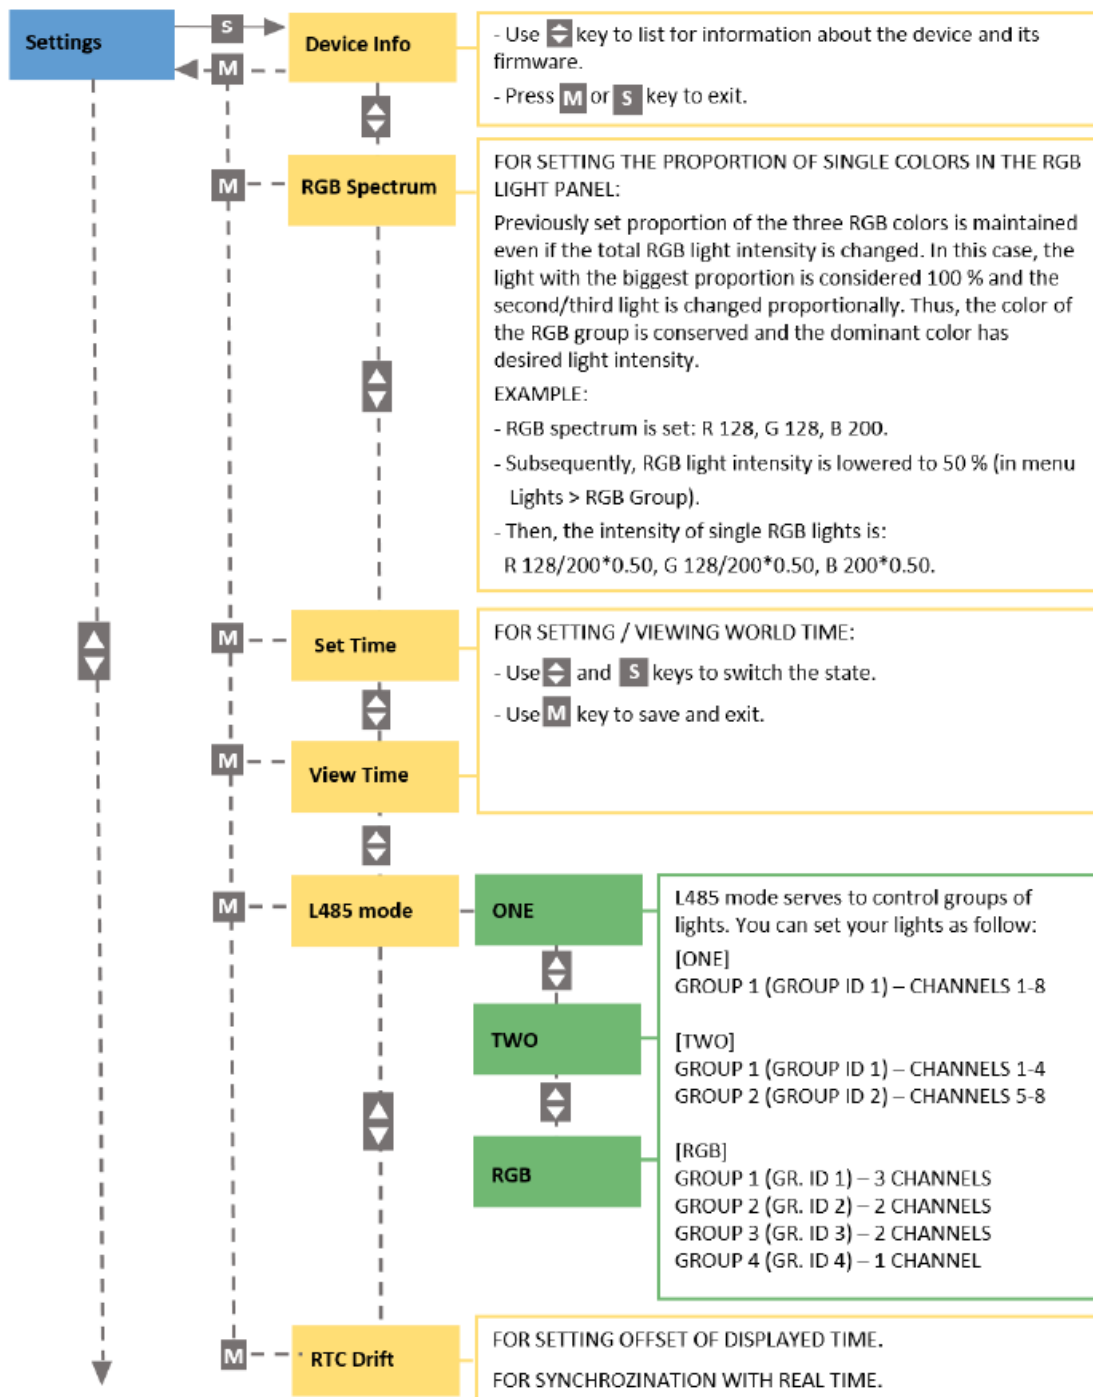 Settings
S
M
Device Info
- Use key to list for information about the device and its
firmware.
- Press M or S key to exit.
M
RGB Spectrum
FOR SETTING THE PROPORTION OF SINGLE COLORS IN THE RGB
LIGHT PANEL:
Previously set proportion of the three RGB colors is maintained
even if the total RGB light intensity is changed. In this case, the
light with the biggest proportion is considered 100 % and the
second/third light is changed proportionally. Thus, the color of
the RGB group is conserved and the dominant color has
desired light intensity.
EXAMPLE:
- RGB spectrum is set: R 128, G 128, B 200.
- Subsequently, RGB light intensity is lowered to 50 % (in menu
Lights > RGB Group).
- Then, the intensity of single RGB lights is:
R 128/200*0.50, G 128/200*0.50, B 200*0.50.
M
Set Time
FOR SETTING / VIEWING WORLD TIME:
- Use and S keys to switch the state.
- Use M key to save and exit.
M
View Time
M
L485 mode
ONE
TWO
RGB
L485 mode serves to control groups of
lights. You can set your lights as follow:
[ONE]
GROUP 1 (GROUP ID 1) – CHANNELS 1-8
[TWO]
GROUP 1 (GROUP ID 1) – CHANNELS 1-4
GROUP 2 (GROUP ID 2) – CHANNELS 5-8
[RGB]
GROUP 1 (GR. ID 1) – 3 CHANNELS
GROUP 2 (GR. ID 2) – 2 CHANNELS
GROUP 3 (GR. ID 3) – 2 CHANNELS
GROUP 4 (GR. ID 4) – 1 CHANNEL
M
RTC Drift
FOR SETTING OFFSET OF DISPLAYED TIME.
FOR SYNCHROZINATION WITH REAL TIME.